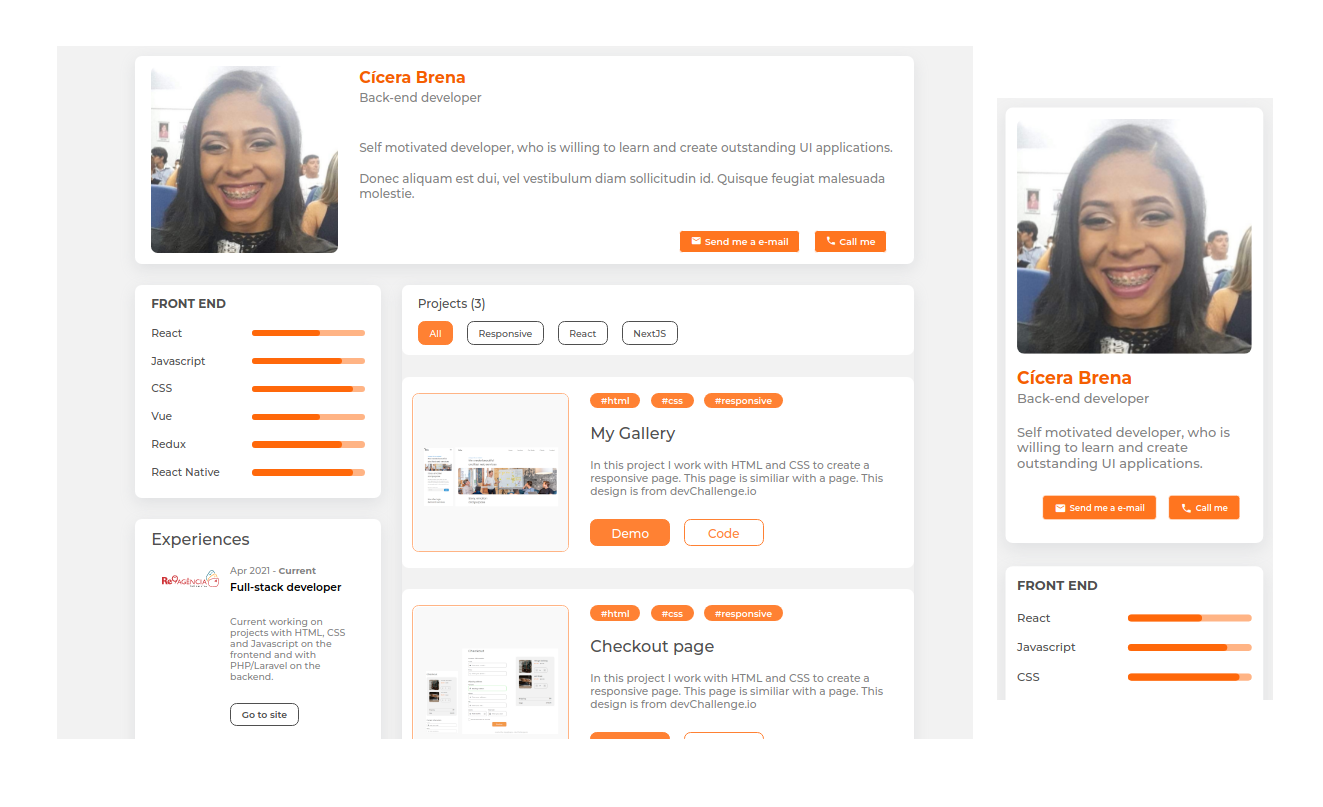 Cícera Brena
Back-end developer
Self motivated developer, who is willing to learn and create outstanding UI applications.
Donec aliquam est dui, vel vestibulum diam sollicitudin id. Quisque feugiat malesuada
molestie.
Send me a e-mail
Call me
FRONT END
React
Javascript
CSS
Vue
Redux
React Native
Experiences
ReAGÊNCIA
Apr 2021 - Current
Full-stack developer
Current working on
projects with HTML, CSS
and Javascript on the
frontend and with
PHP/Laravel on the
backend.
Go to site
Projects (3)
All
Responsive
React
NextJS
#html
#css
#responsive
My Gallery
In this project I work with HTML and CSS to create a
responsive page. This page is similiar with a page. This
design is from devChallenge.io
Demo
Code
#html
#css
#responsive
Checkout page
In this project I work with HTML and CSS to create a
responsive page. This page is similiar with a page. This
design is from devChallenge.io
Cícera Brena
Back-end developer
Self motivated developer, who is
willing to learn and create
outstanding UI applications.
Send me a e-mail
Call me
FRONT END
React
Javascript
CSS